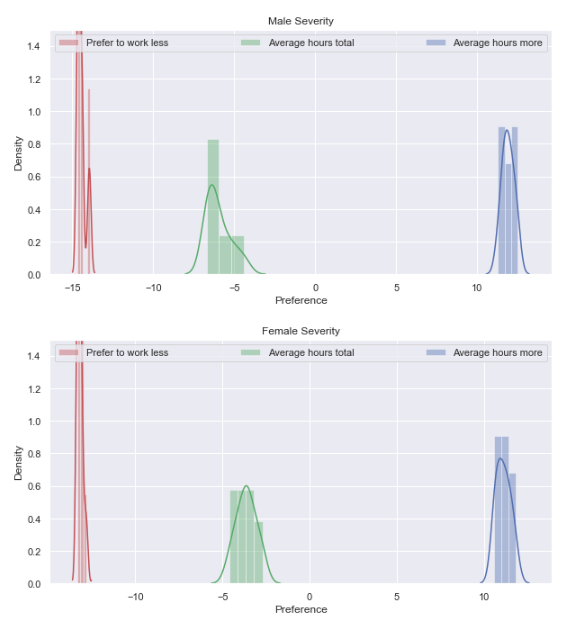 Male Severity
Prefer to work less Average hours total Average hours more
1.4
1.2
1.0
0.8
0.6
0.4
0.2
0.0
Density
−15 −10 −5 0 5 10
Preference
Female Severity
Prefer to work less Average hours total Average hours more
1.4
1.2
1.0
0.8
0.6
0.4
0.2
0.0
Density
−10 −5 0 5 10
Preference